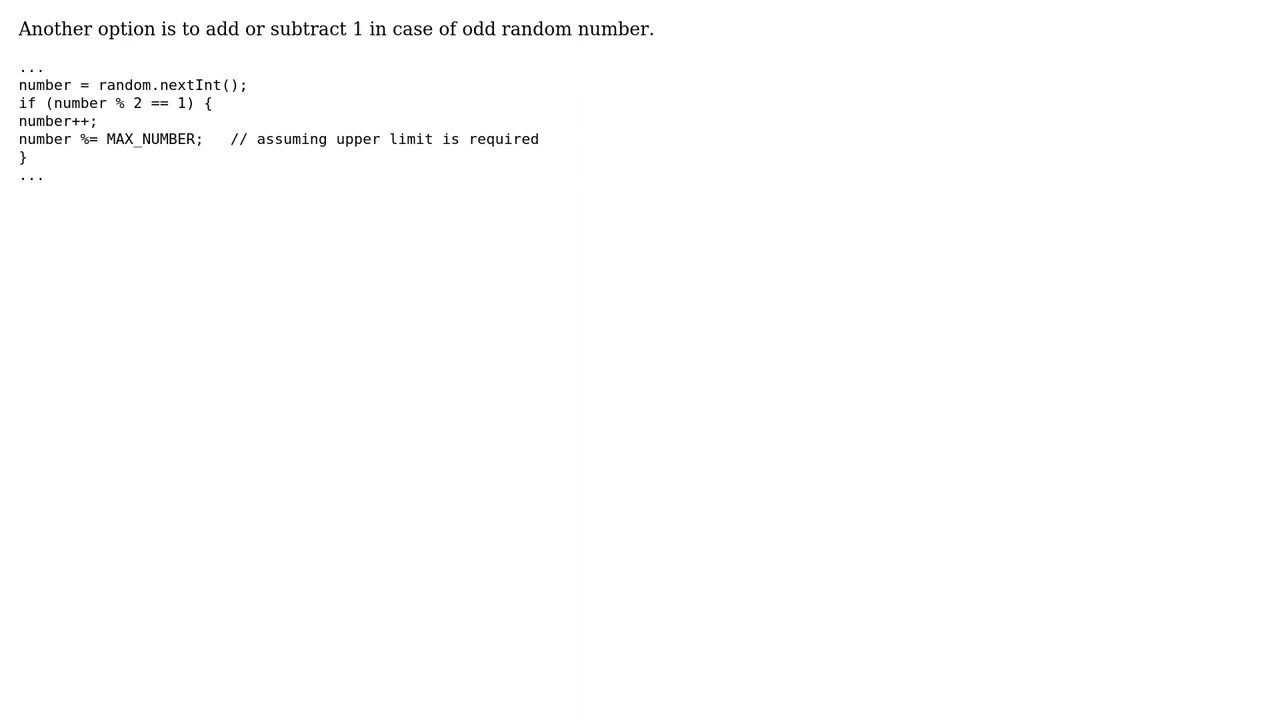 Another option is to add or subtract 1 in case of odd random number.
...
number = random.nextInt();
if (number % 2 == 1) {
number++;
number %= MAX_NUMBER;   // assuming upper limit is required
}
...